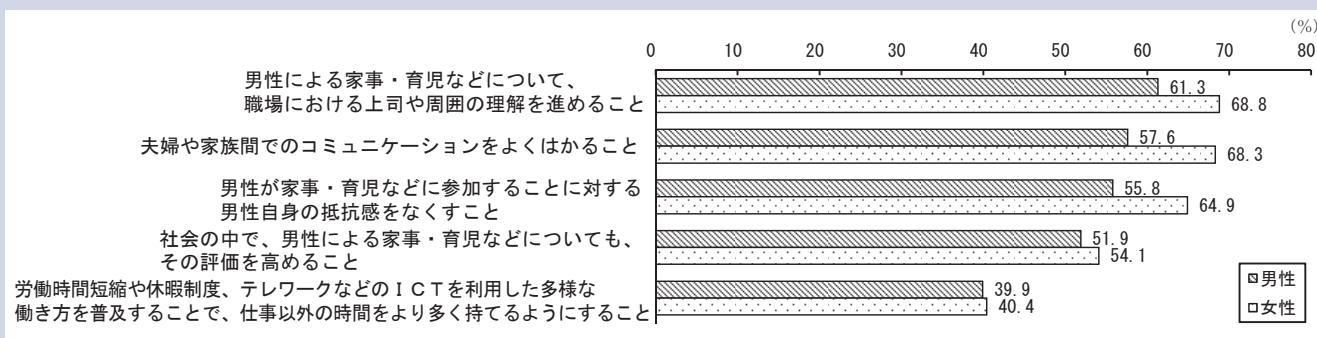 (%)
0 10 20 30 40 50 60 70 80
男性による家事・育児などについて、
職場における上司や周囲の理解を進めること
61.3
68.8
夫婦や家族間でのコミュニケーションをよくはかること
57.6
68.3
男性が家事・育児などに参加することに対する
男性自身の抵抗感をなくすこと
55.8
64.9
社会の中で、男性による家事・育児などについても、
その評価を高めること
51.9
54.1
労働時間短縮や休暇制度、テレワークなどのICTを利用した多様な
働き方を普及することで、仕事以外の時間をより多く持てるようにすること
39.9
40.4
男性
女性